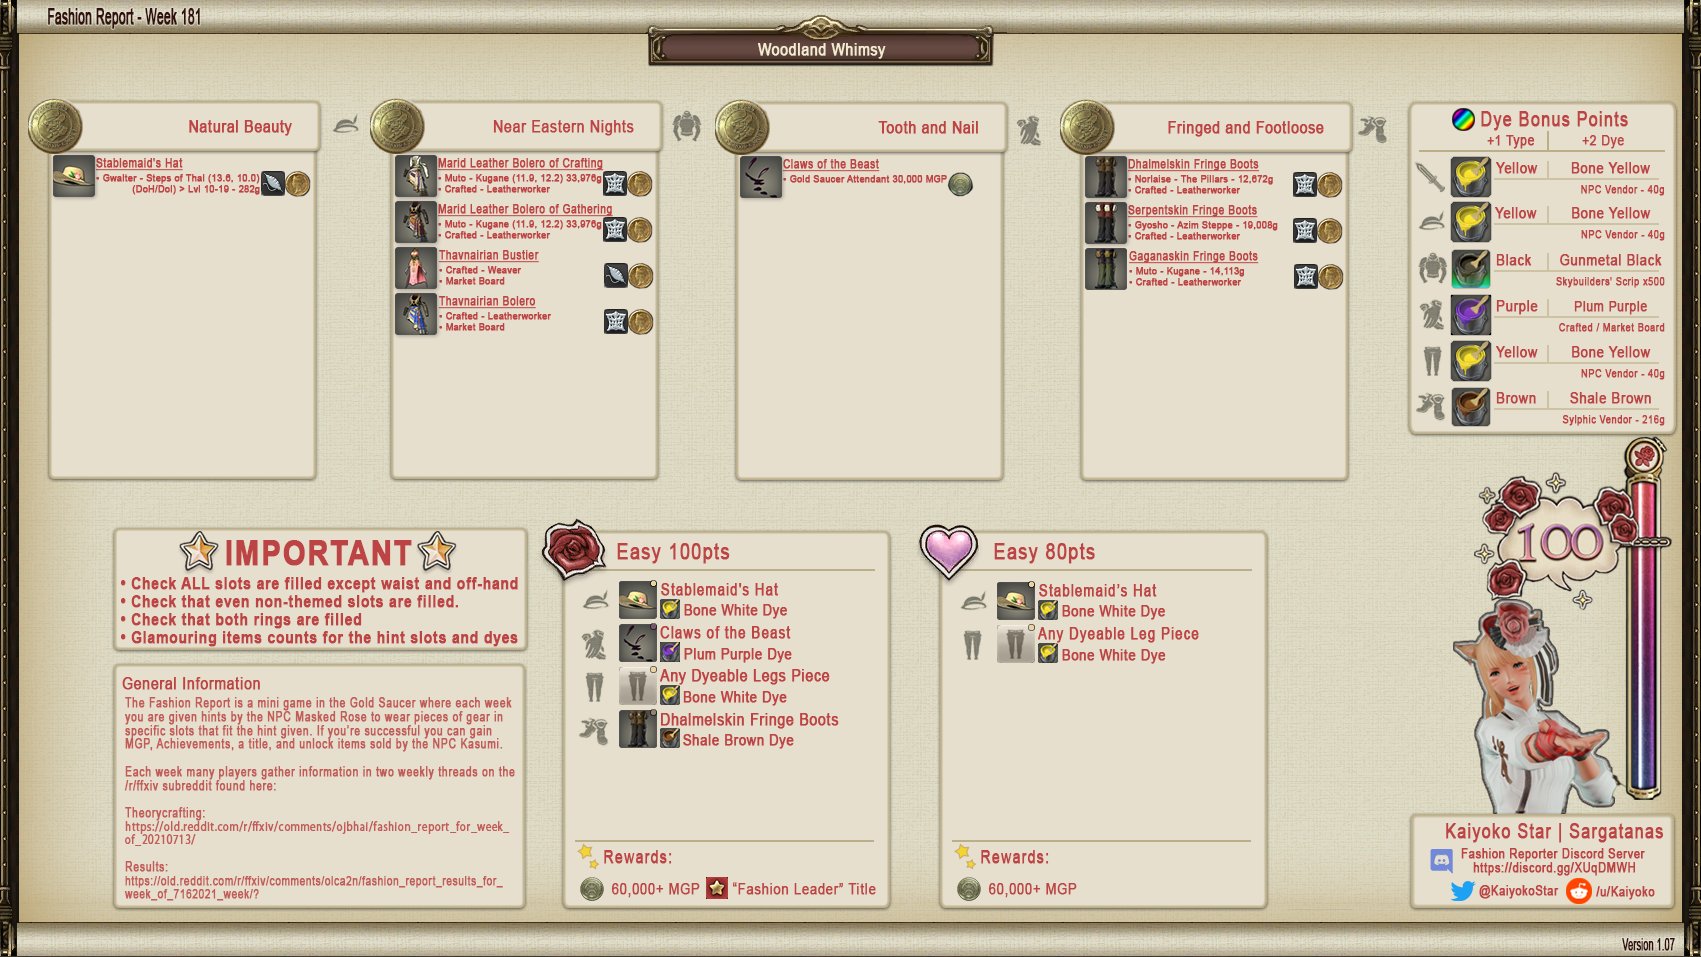 Fashion Report - Week 181
Woodland Whimsy
Natural Beauty
Stablemaid's Hat
• Gwalter - Steps of Thal (13.6, 10.0)
(DoH/Dol) > Lvl 10-19 - 282g
Near Eastern Nights
Marid Leather Bolero of Crafting
• Muto - Kugane (11.9, 12.2) 33,976g
• Crafted - Leatherworker
Marid Leather Bolero of Gathering
• Muto - Kugane (11.9, 12.2) 33,976g
• Crafted - Leatherworker
Thavnairian Bustier
• Crafted - Weaver
• Market Board
Thavnairian Bolero
• Crafted - Leatherworker
• Market Board
Tooth and Nail
Claws of the Beast
• Gold Saucer Attendant 30,000 MGP
Fringed and Footloose
Dhalmelskin Fringe Boots
• Norlaise - The Pillars - 12,672g
• Crafted - Leatherworker
Serpentskin Fringe Boots
• Gyosho - Azim Steppe - 19,008g
• Crafted - Leatherworker
Gaganaskin Fringe Boots
• Muto - Kugane - 14,113g
• Crafted - Leatherworker
Dye Bonus Points
+1 Type | +2 Dye
Yellow | Bone Yellow
NPC Vendor - 40g
Yellow | Bone Yellow
NPC Vendor - 40g
Black | Gunmetal Black
Skybuilders' Scrip x500
Purple | Plum Purple
Crafted / Market Board
Yellow | Bone Yellow
NPC Vendor - 40g
Brown | Shale Brown
Sylphic Vendor - 216g
IMPORTANT
• Check ALL slots are filled except waist and off-hand
• Check that even non-themed slots are filled.
• Check that both rings are filled
• Glamouring items counts for the hint slots and dyes
General Information
The Fashion Report is a mini game in the Gold Saucer where each week
you are given hints by the NPC Masked Rose to wear pieces of gear in
specific slots that fit the hint given. If you're successful you can gain
MGP, Achievements, a title, and unlock items sold by the NPC Kasumi.
Each week many players gather information in two weekly threads on the
/r/ffxiv subreddit found here:
Theorycrafting:
https://old.reddit.com/r/ffxiv/comments/ojbhal/fashion_report_for_week_
of_20210713/
Results:
https://old.reddit.com/r/ffxiv/comments/olca2n/fashion_report_results_for_
week_of_7162021_week/?
Easy 100pts
Stablemaid's Hat
Bone White Dye
Claws of the Beast
Plum Purple Dye
Any Dyeable Legs Piece
Bone White Dye
Dhalmelskin Fringe Boots
Shale Brown Dye
Rewards:
60,000+ MGP
“Fashion Leader” Title
Easy 80pts
Stablemaid's Hat
Bone White Dye
Any Dyeable Leg Piece
Bone White Dye
Rewards:
60,000+ MGP
100
Kaiyoko Star | Sargatanas
Fashion Reporter Discord Server
https://discord.gg/XUqDMWH
@KaiyokoStar
/u/Kaiyoko
Version 1.07